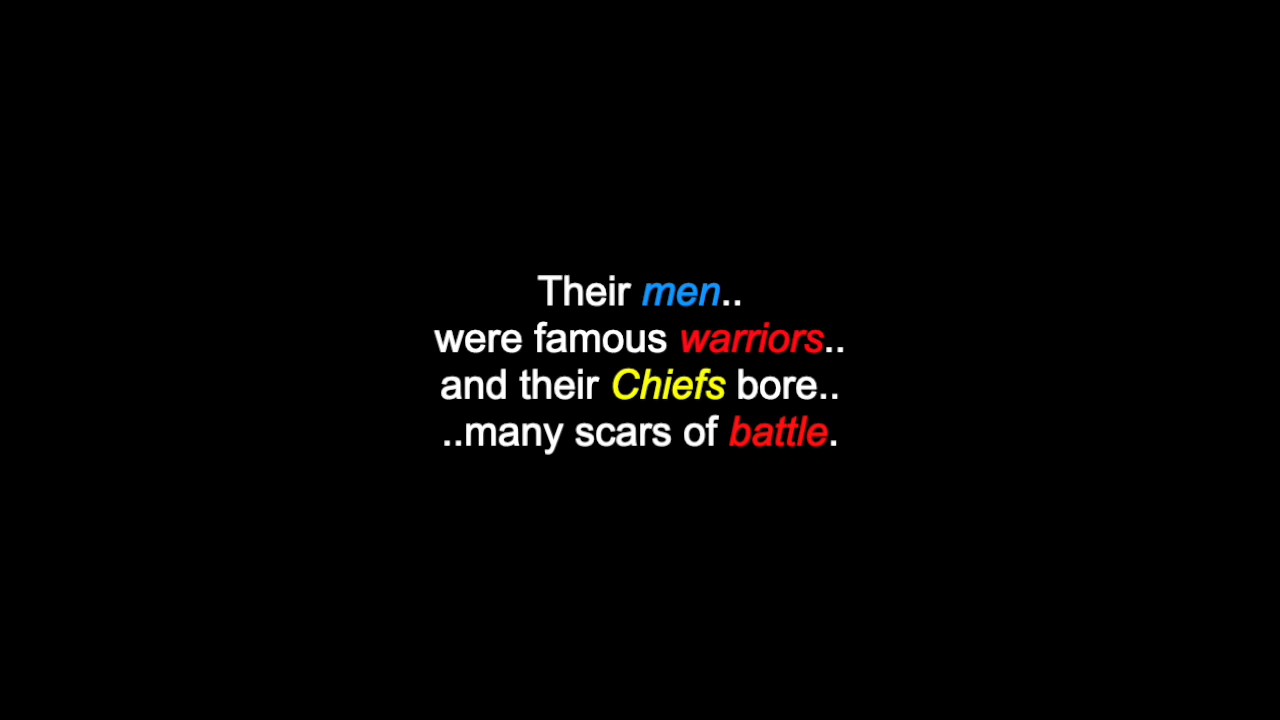 Their men..
were famous warriors..
and their Chiefs bore..
..many scars of battle.